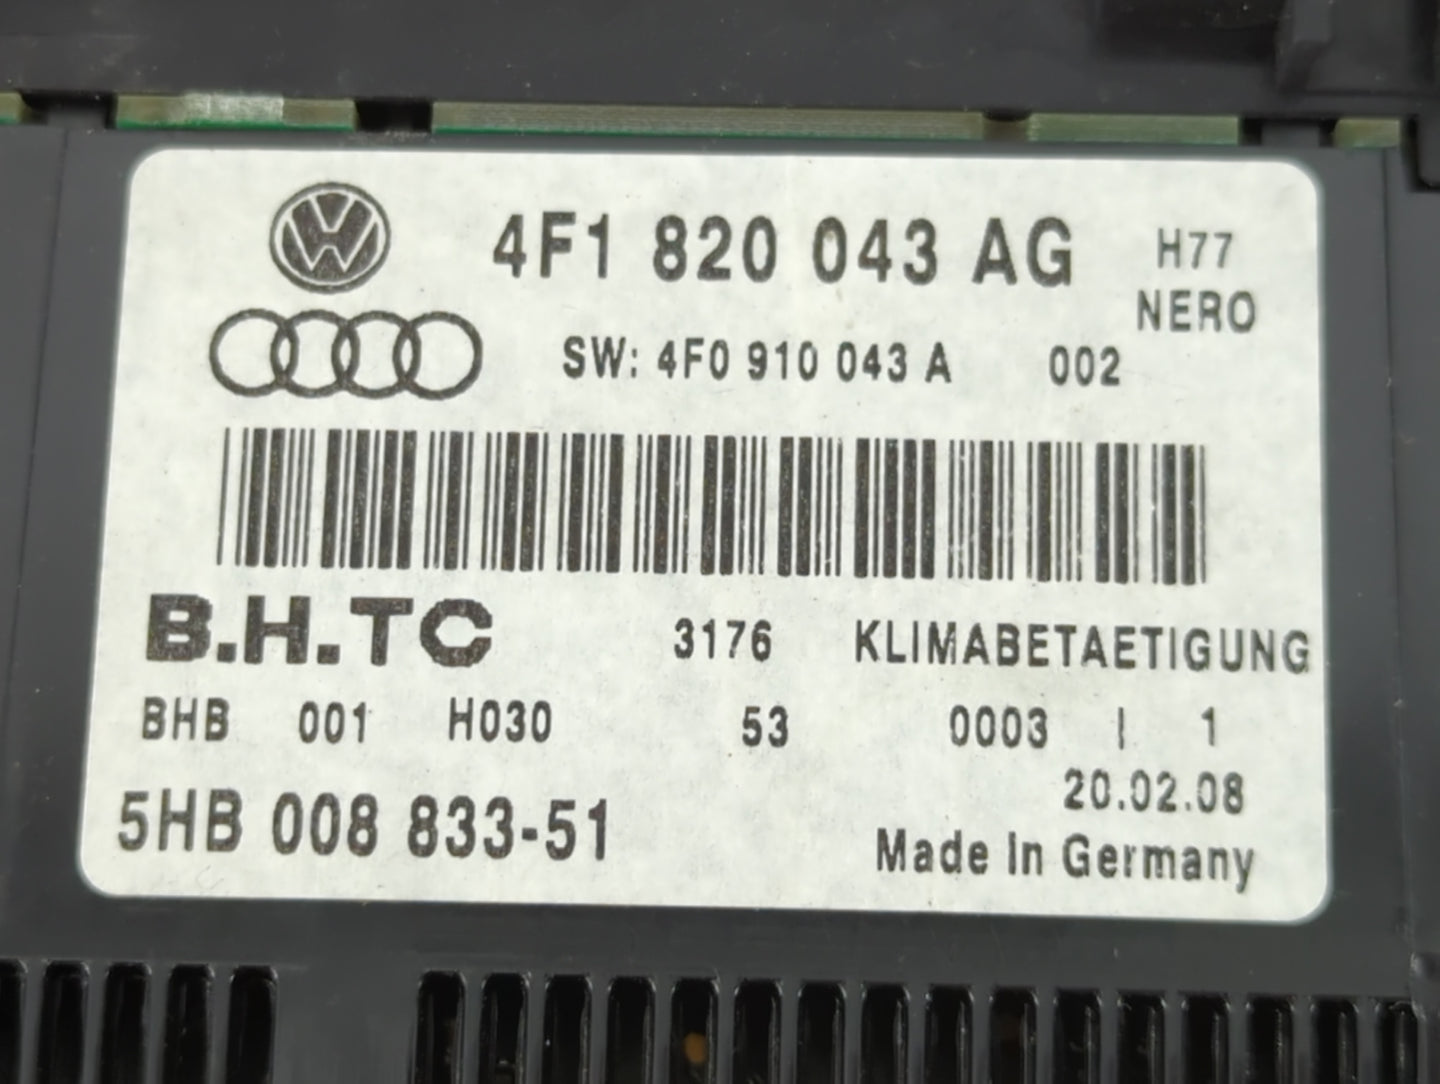 4F1 820 043 AG H77
NERO
SW: 4F0 910 043 A 002
B.H.TC 3176 KLIMABETAETIGUNG
BHB 001 H030 53 0003 | 1
20.02.08
5HB 008 833-51
Made In Germany